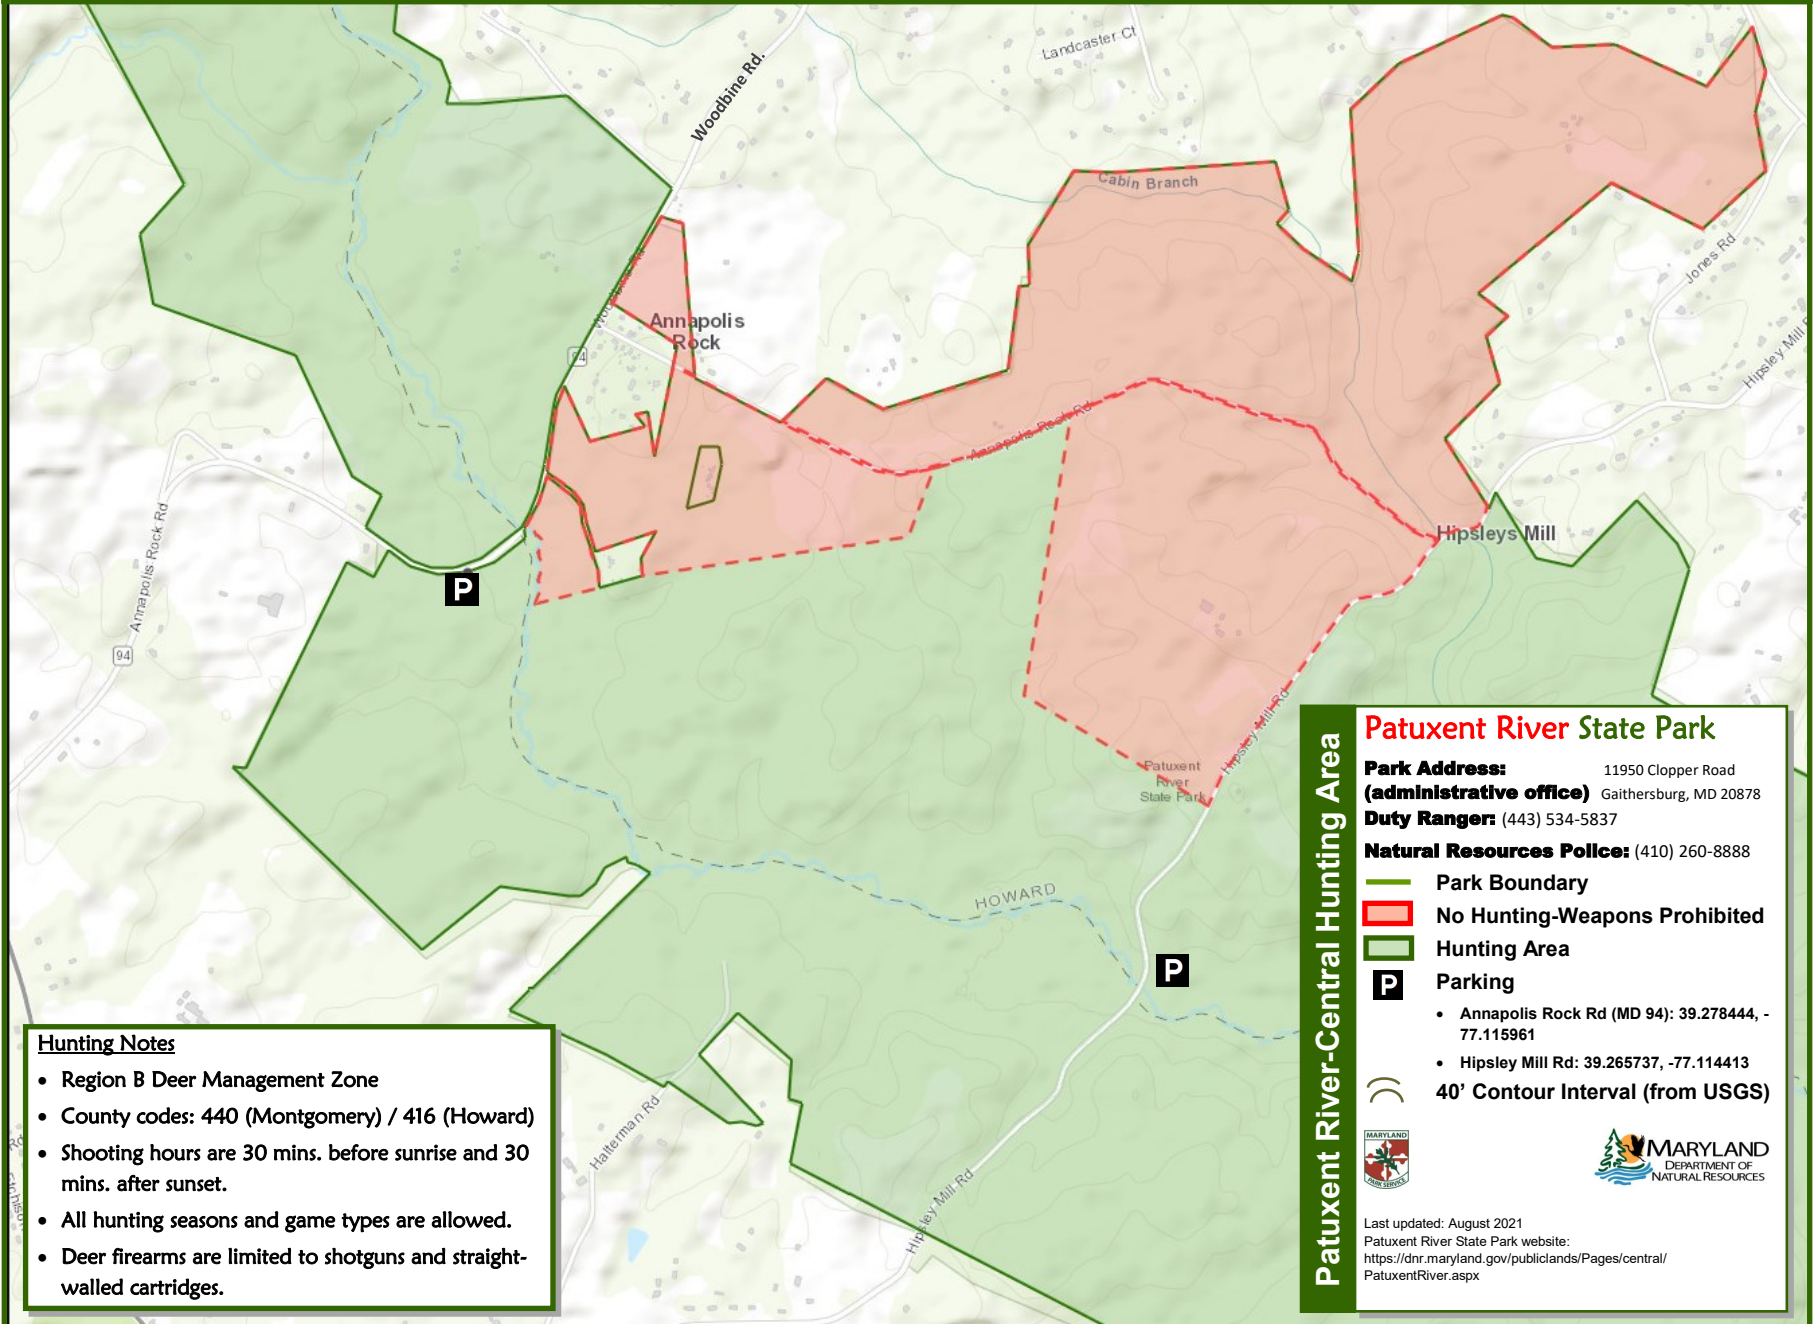 Woodbine Rd.
Landcaster Ct
Cabin Branch
Jones Rd
Hipsley Mill
Annapolis
Rock
94
Annapolis Rock Rd
Annapolis Rock Rd
Hipsleys Mill
P
94
Hipsley Mill Rd
Patuxent
River
State Park
HOWARD
P
Halterman Rd
Hipsley Mill Rd
Hunting Notes
• Region B Deer Management Zone
• County codes: 440 (Montgomery) / 416 (Howard)
• Shooting hours are 30 mins. before sunrise and 30
mins. after sunset.
• All hunting seasons and game types are allowed.
• Deer firearms are limited to shotguns and straight-
walled cartridges.
Patuxent River-Central Hunting Area
Patuxent River State Park
Park Address: 11950 Clopper Road
(administrative office) Gaithersburg, MD 20878
Duty Ranger: (443) 534-5837
Natural Resources Police: (410) 260-8888
Park Boundary
No Hunting-Weapons Prohibited
Hunting Area
P Parking
• Annapolis Rock Rd (MD 94): 39.278444, -
77.115961
• Hipsley Mill Rd: 39.265737, -77.114413
40’ Contour Interval (from USGS)
MARYLAND
PARK SERVICE
MARYLAND
DEPARTMENT OF
NATURAL RESOURCES
Last updated: August 2021
Patuxent River State Park website:
https://dnr.maryland.gov/publiclands/Pages/central/
PatuxentRiver.aspx